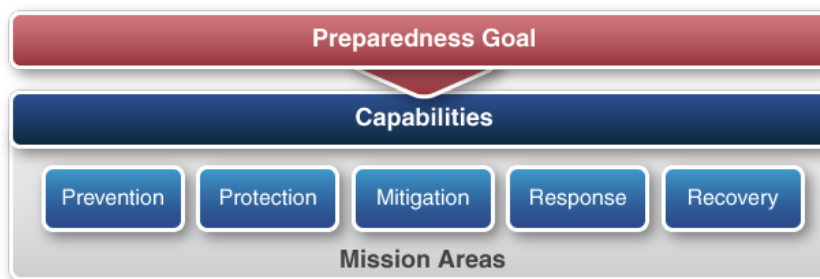 Preparedness Goal
Capabilities
Prevention Protection Mitigation Response Recovery
Mission Areas